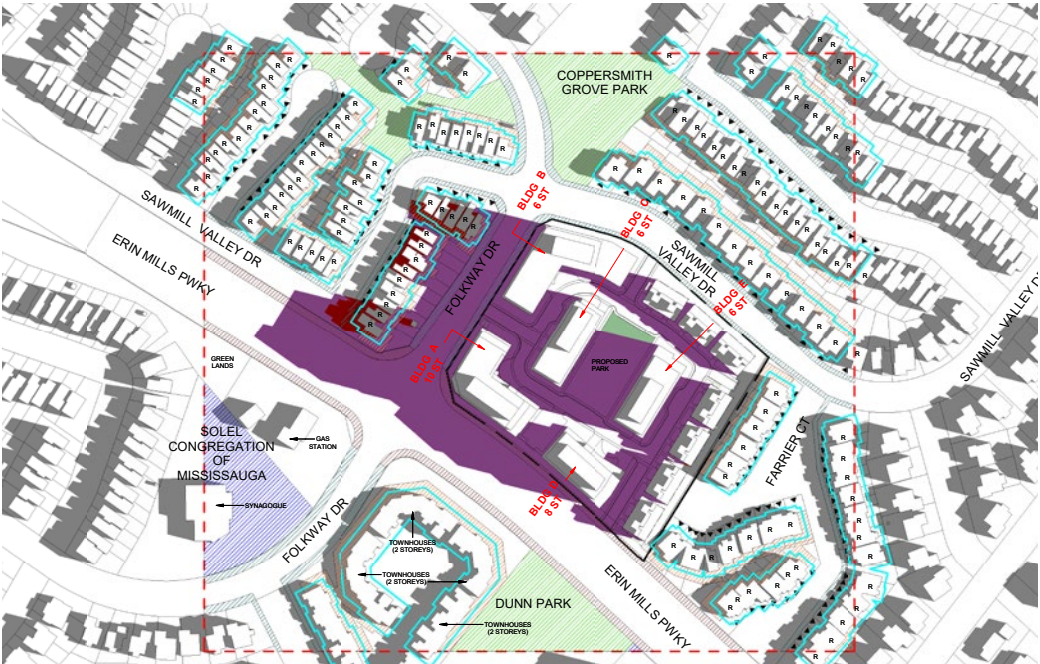 COPPERSMITH
GROVE PARK
R
SAWMILL VALLEY DR
ERIN MILLS PWKY
BLDG B
6 ST
BLDG C
6 ST
SAWMILL
VALLEY DR
BLDG E
6 ST
FOLKWAY DR
BLDG A
16 ST
PROPOSED
PARK
SAWMILL VALLEY DR
GREEN
LANDS
SOLEL
CONGREGATION
OF
MISSISSAUGA
GAS
STATION
SYNAGOGUE
FARRIER CT
BLDG D
8 ST
FOLKWAY DR
TOWNHOUSES
(2 STOREYS)
TOWNHOUSES
(2 STOREYS)
TOWNHOUSES
(2 STOREYS)
DUNN PARK
ERIN MILLS PWKY